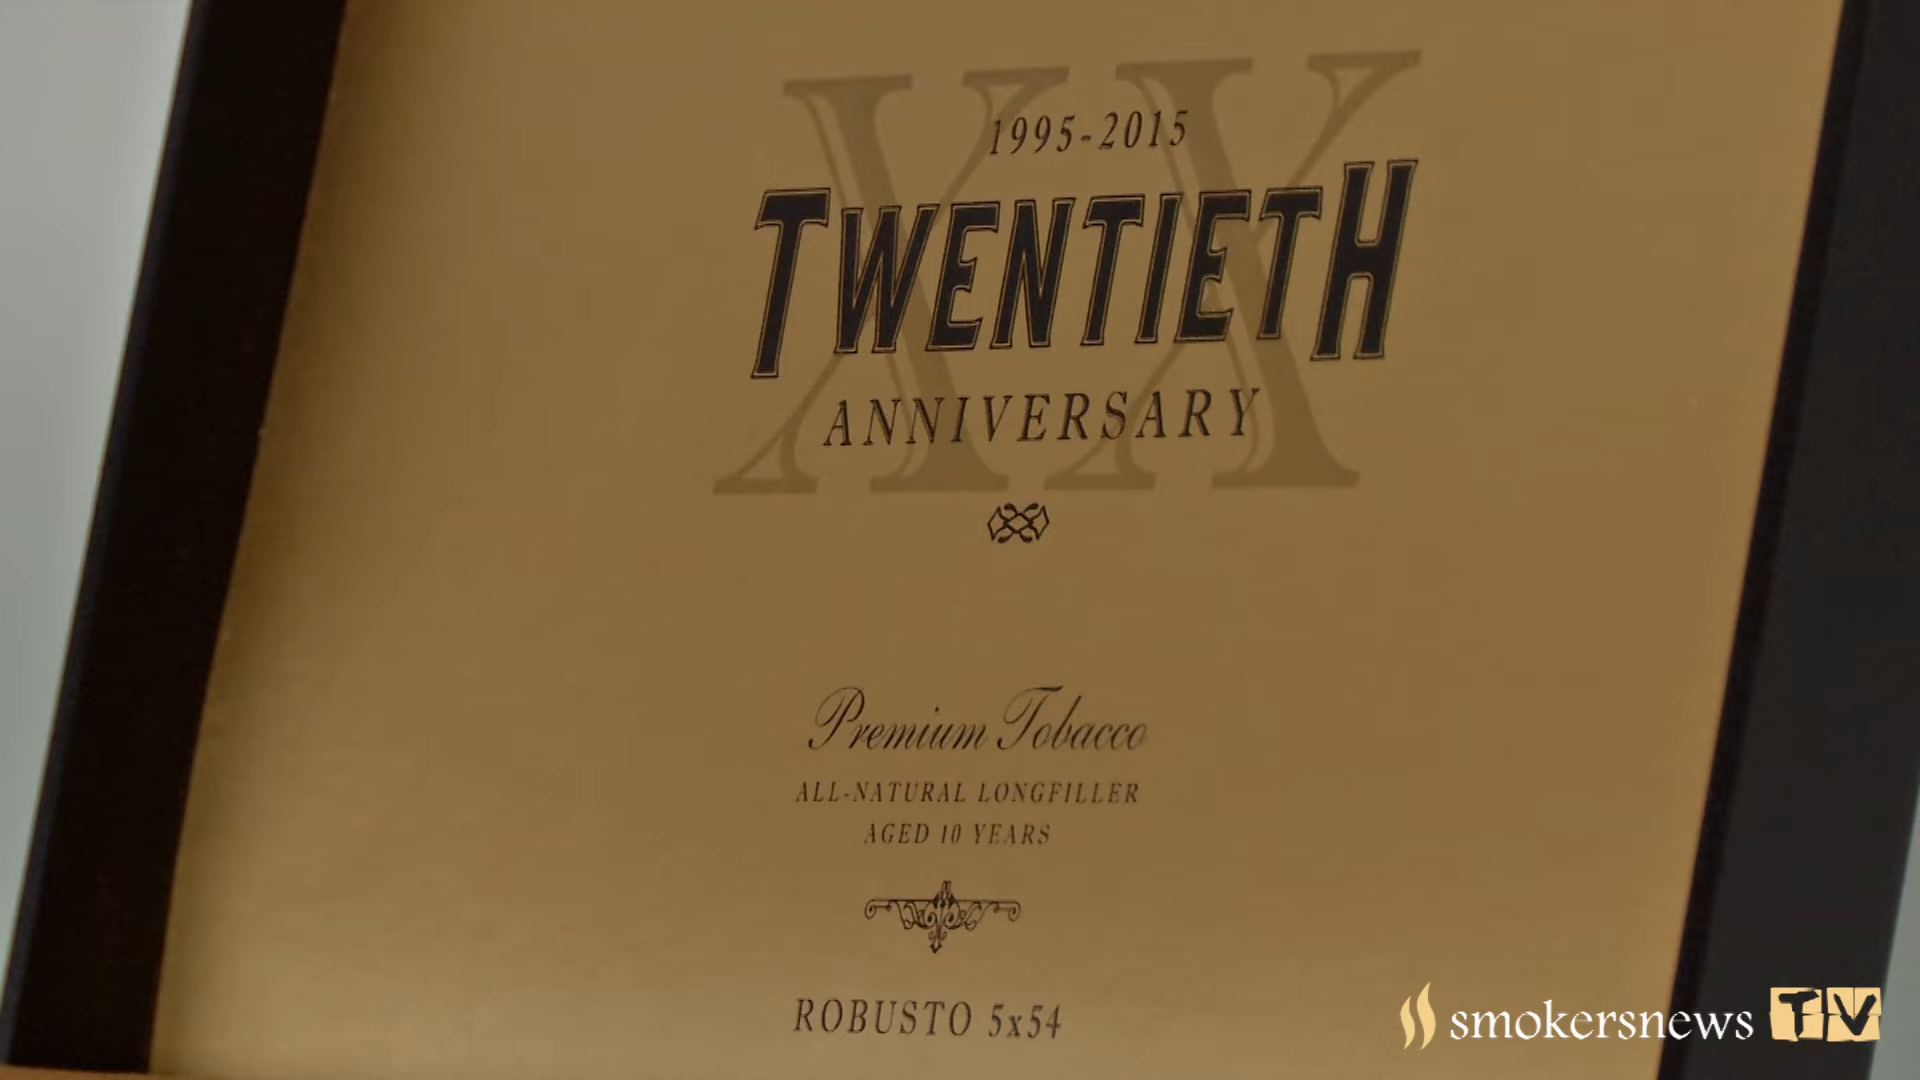 XX
1995-2015
TWENTIETH
ANNIVERSARY
Premium Tobacco
ALL-NATURAL LONGFILLER
AGED 10 YEARS
ROBUSTO 5x54
smokersnews TV